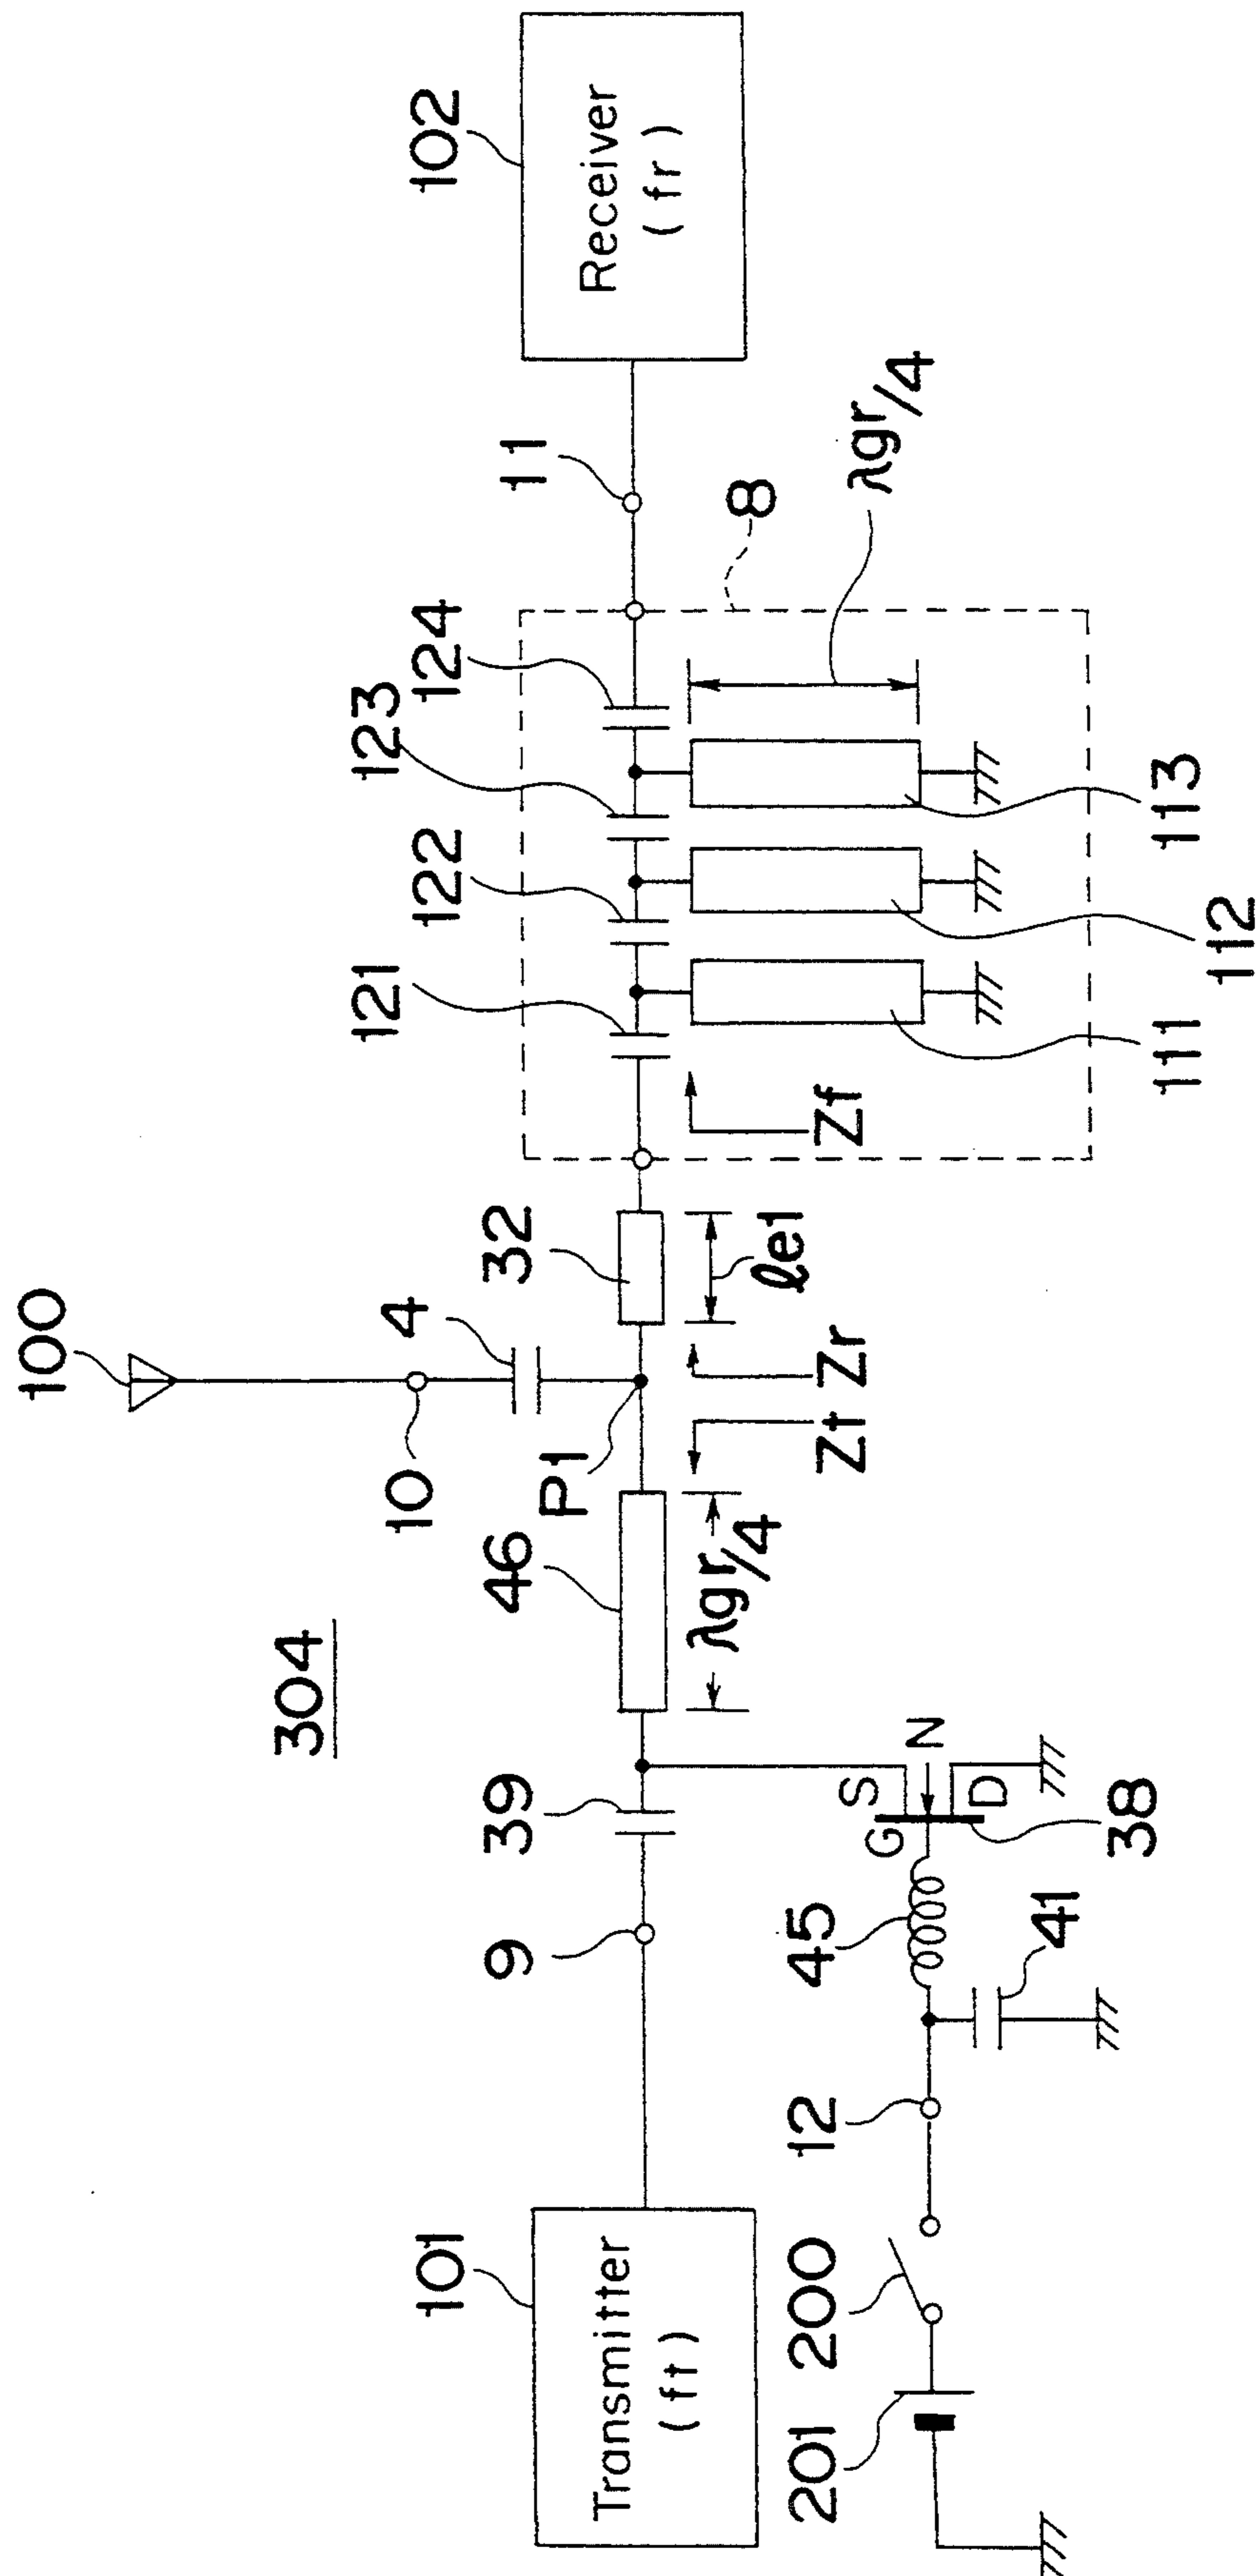 304
100
10
4
P1
101
Transmitter
(ft)
9
39
46
λgr/4
Zt
Zr
32
ℓe1
121
122
123
124
Zf
8
111
112
113
λgr/4
11
102
Receiver
(fr)
201
200
12
41
45
G
S
N
D
38